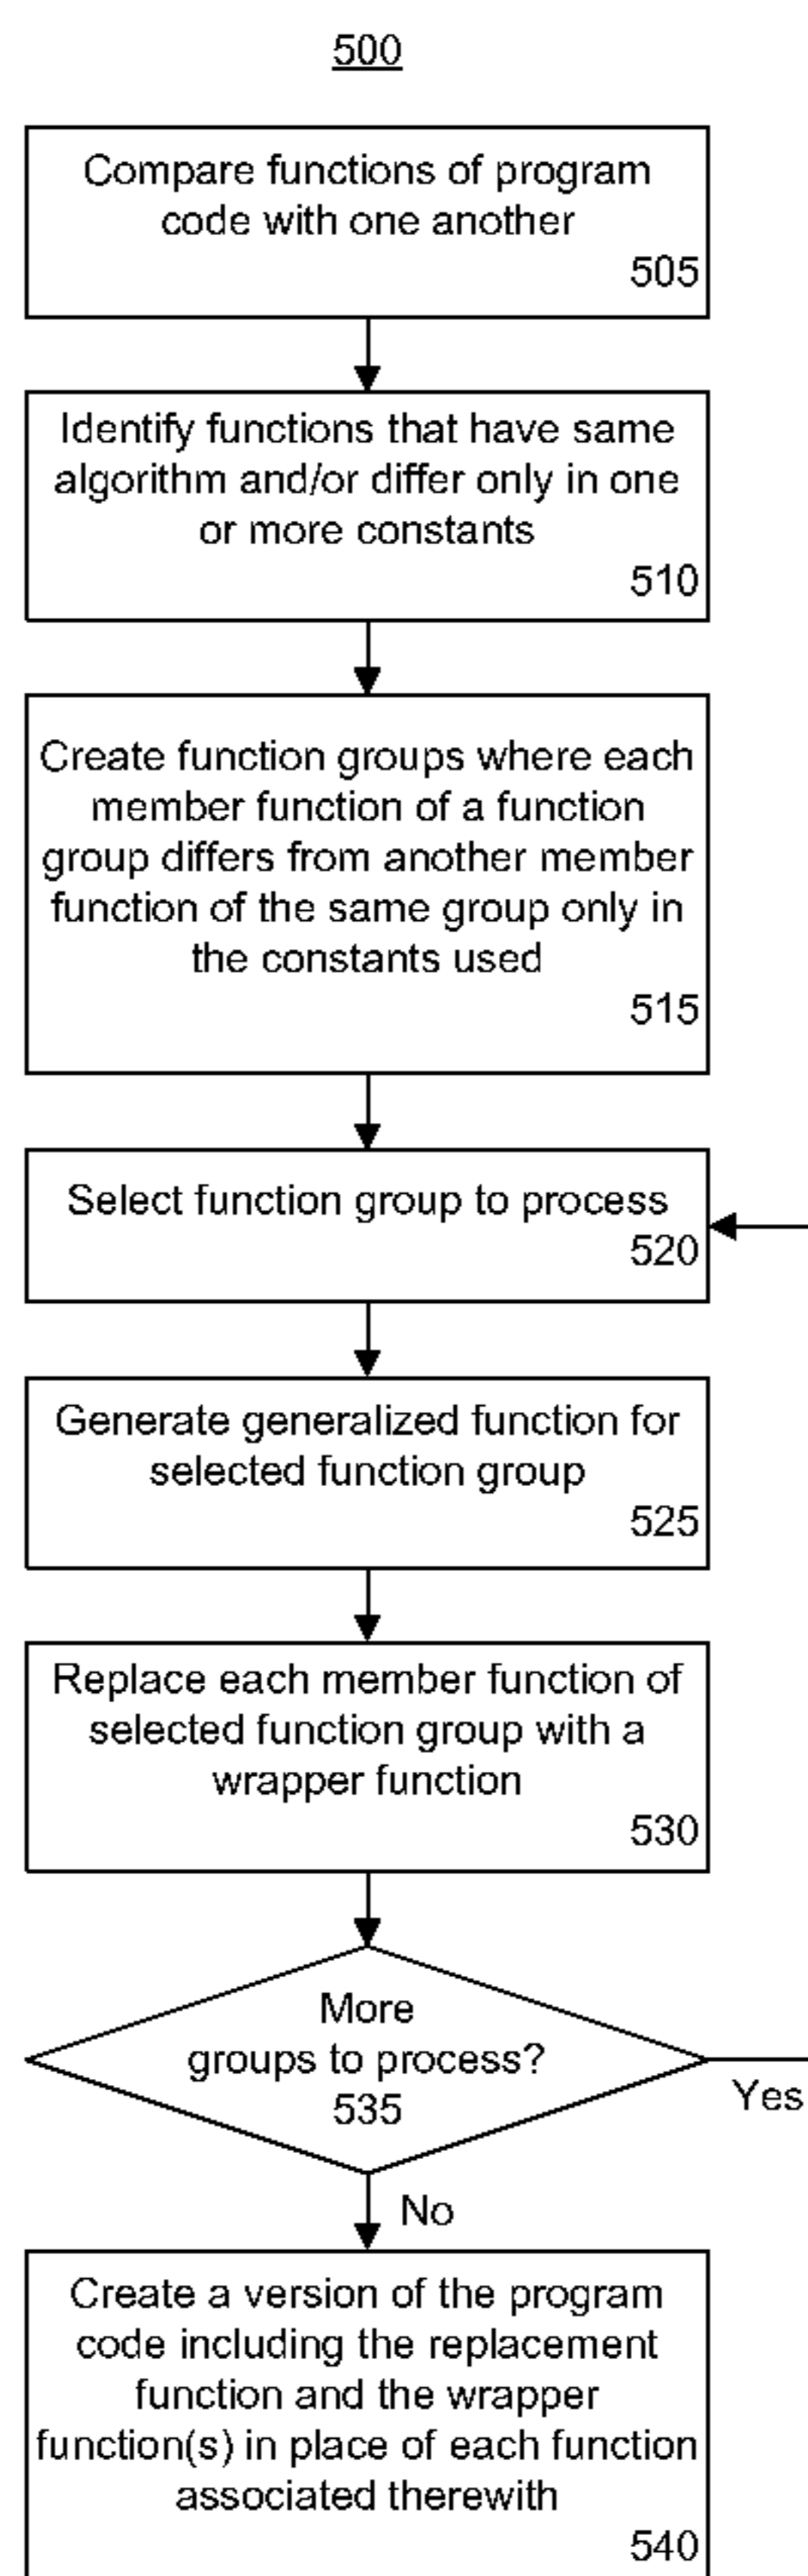 500
Compare functions of program
code with one another
505
Identify functions that have same
algorithm and/or differ only in one
or more constants
510
Create function groups where each
member function of a function
group differs from another member
function of the same group only in
the constants used
515
Select function group to process
520
Generate generalized function for
selected function group
525
Replace each member function of
selected function group with a
wrapper function
530
More
groups to process?
535
Yes
No
Create a version of the program
code including the replacement
function and the wrapper
function(s) in place of each function
associated therewith
540